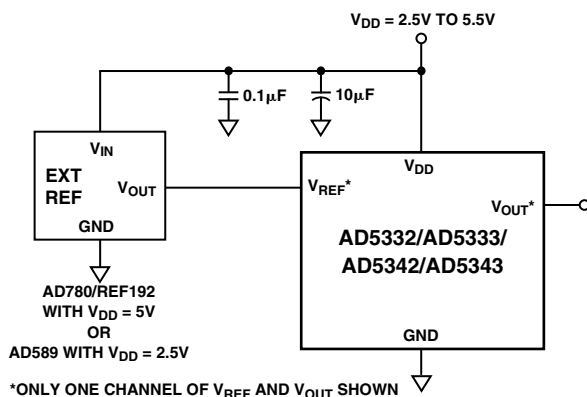 V_DD = 2.5V TO 5.5V
0.1μF
10μF
V_IN
EXT
REF
V_OUT
GND
V_DD
V_REF*
V_OUT*
AD5332/AD5333/
AD5342/AD5343
GND
AD780/REF192
WITH V_DD = 5V
OR
AD589 WITH V_DD = 2.5V
*ONLY ONE CHANNEL OF V_REF AND V_OUT SHOWN